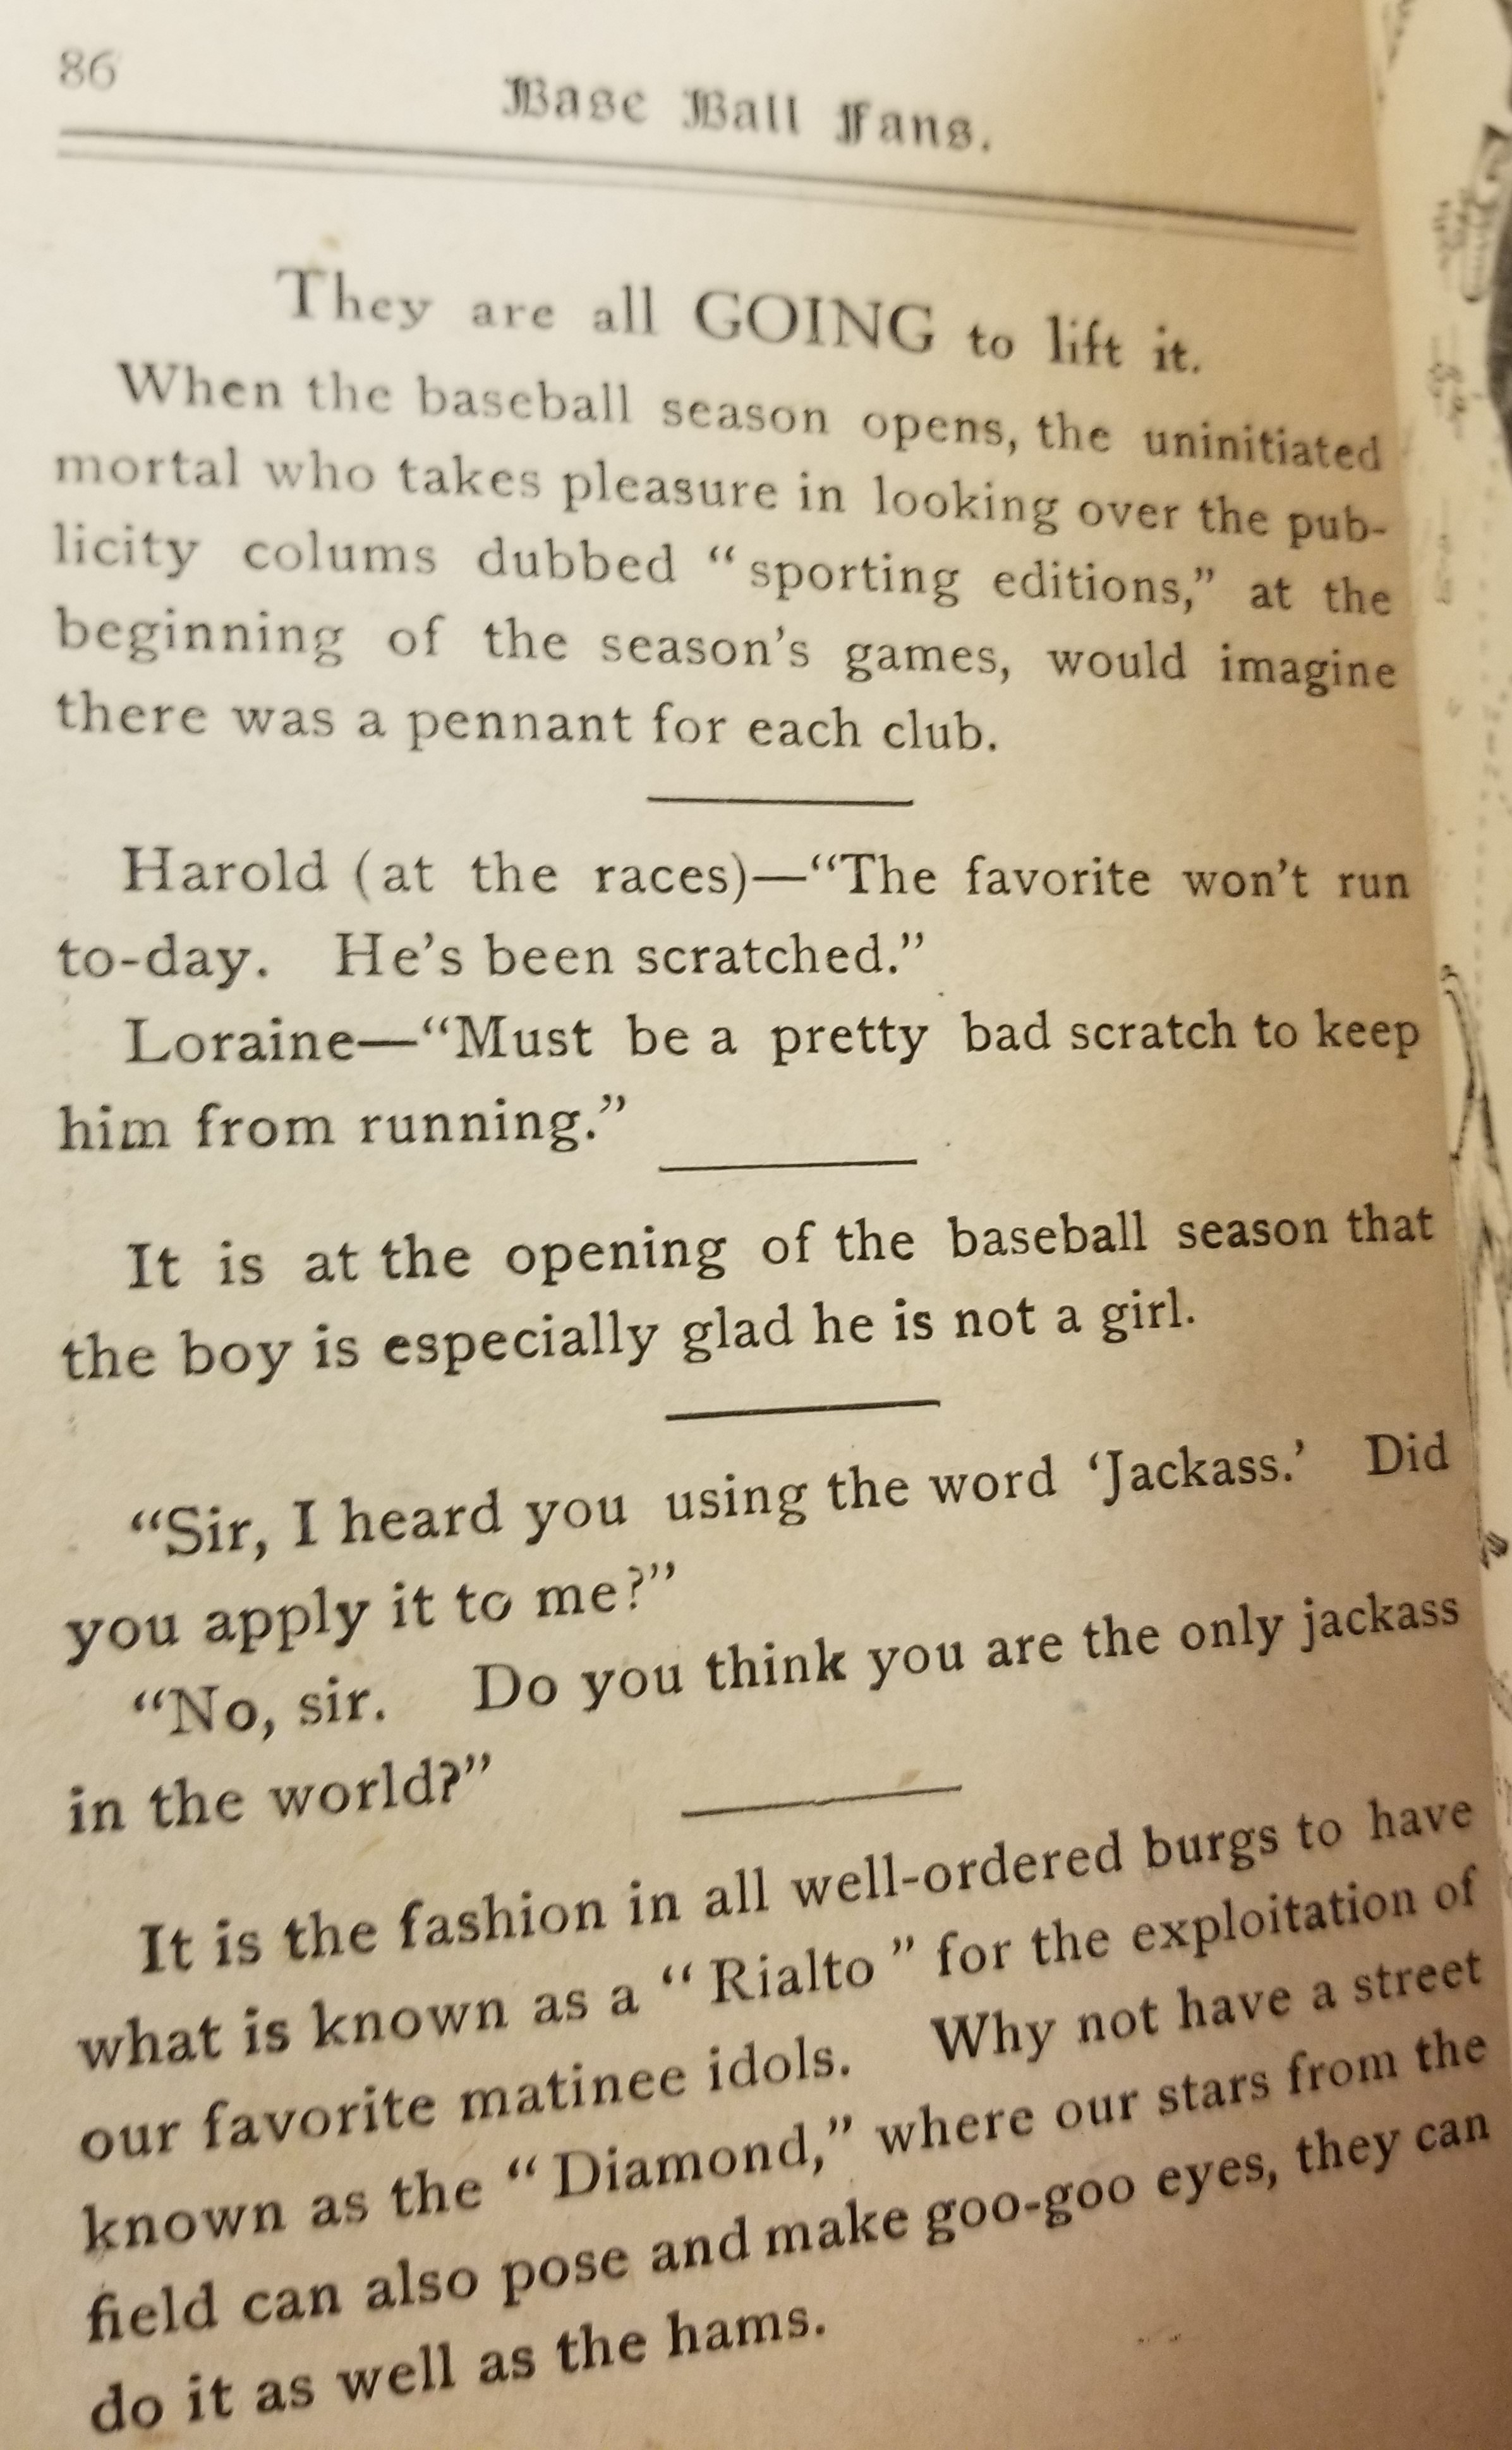 86
Base Ball Fans.
They are all GOING to lift it.
When the baseball season opens, the uninitiated
mortal who takes pleasure in looking over the pub-
licity colums dubbed “sporting editions,” at the
beginning of the season's games, would imagine
there was a pennant for each club.
Harold (at the races)—“The favorite won't run
to-day. He's been scratched.”
Loraine—“Must be a pretty bad scratch to keep
him from running.”
It is at the opening of the baseball season that
the boy is especially glad he is not a girl.
“Sir, I heard you using the word ‘Jackass.’ Did
you apply it to me?”
“No, sir. Do you think you are the only jackass
in the world?”
It is the fashion in all well-ordered burgs to have
what is known as a “Rialto” for the exploitation of
our favorite matinee idols. Why not have a street
known as the “Diamond,” where our stars from the
field can also pose and make goo-goo eyes, they can
do it as well as the hams.